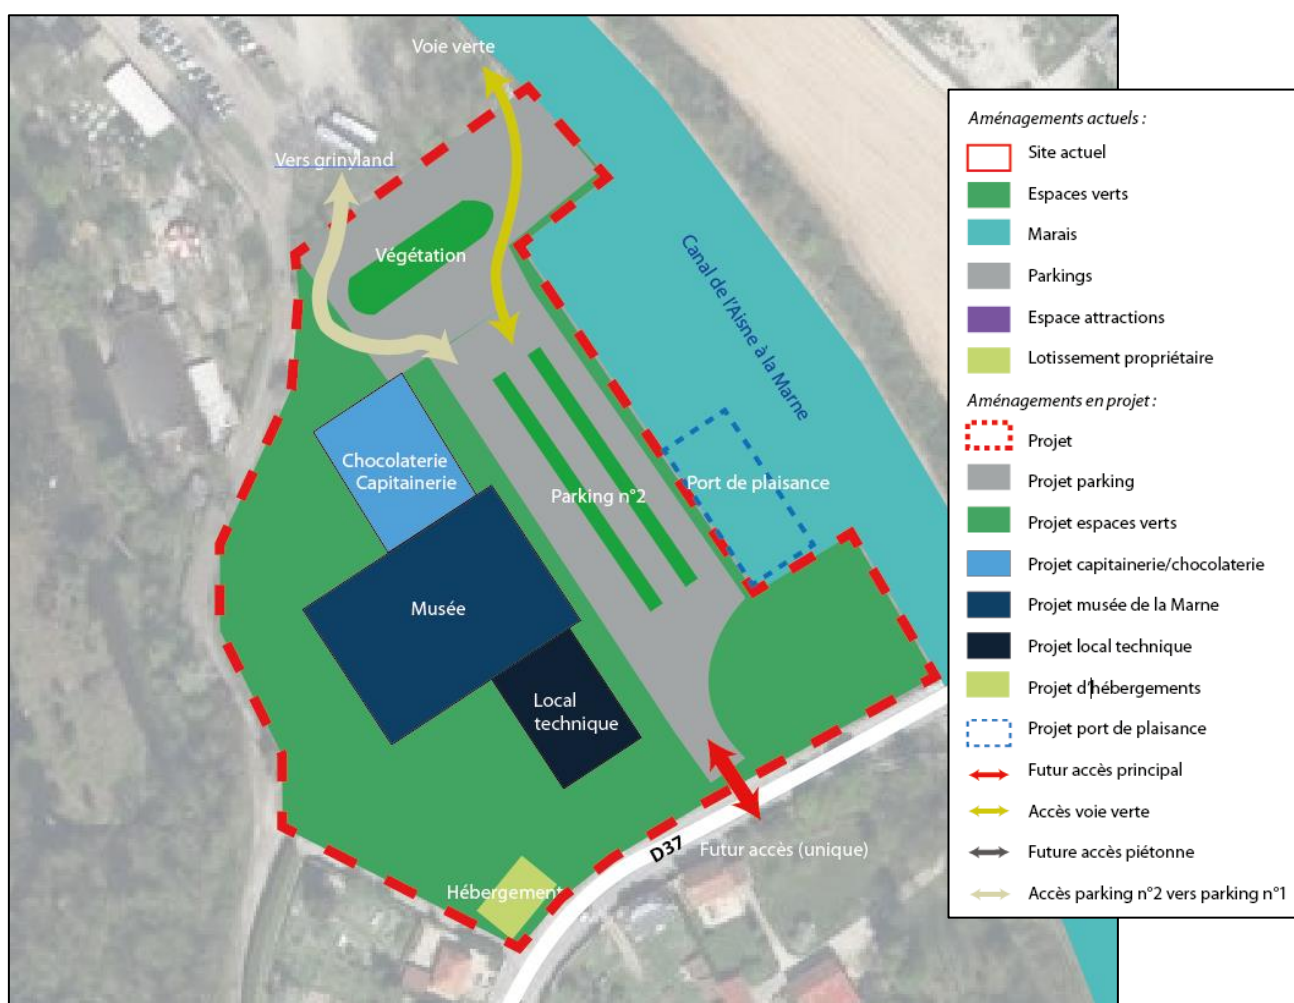 Voie verte
Vers grinyland
Végétation
Canal de l'Aisne à la Marne
Chocolaterie
Capitainerie
Parking n°2
Port de plaisance
Musée
Local
technique
D37
Futur accès (unique)
Hébergement
Aménagements actuels :
Site actuel
Espaces verts
Marais
Parkings
Espace attractions
Lotissement propriétaire
Aménagements en projet :
Projet
Projet parking
Projet espaces verts
Projet capitainerie/chocolaterie
Projet musée de la Marne
Projet local technique
Projet d'hébergements
Projet port de plaisance
Futur accès principal
Accès voie verte
Future accès piétonne
Accès parking n°2 vers parking n°1